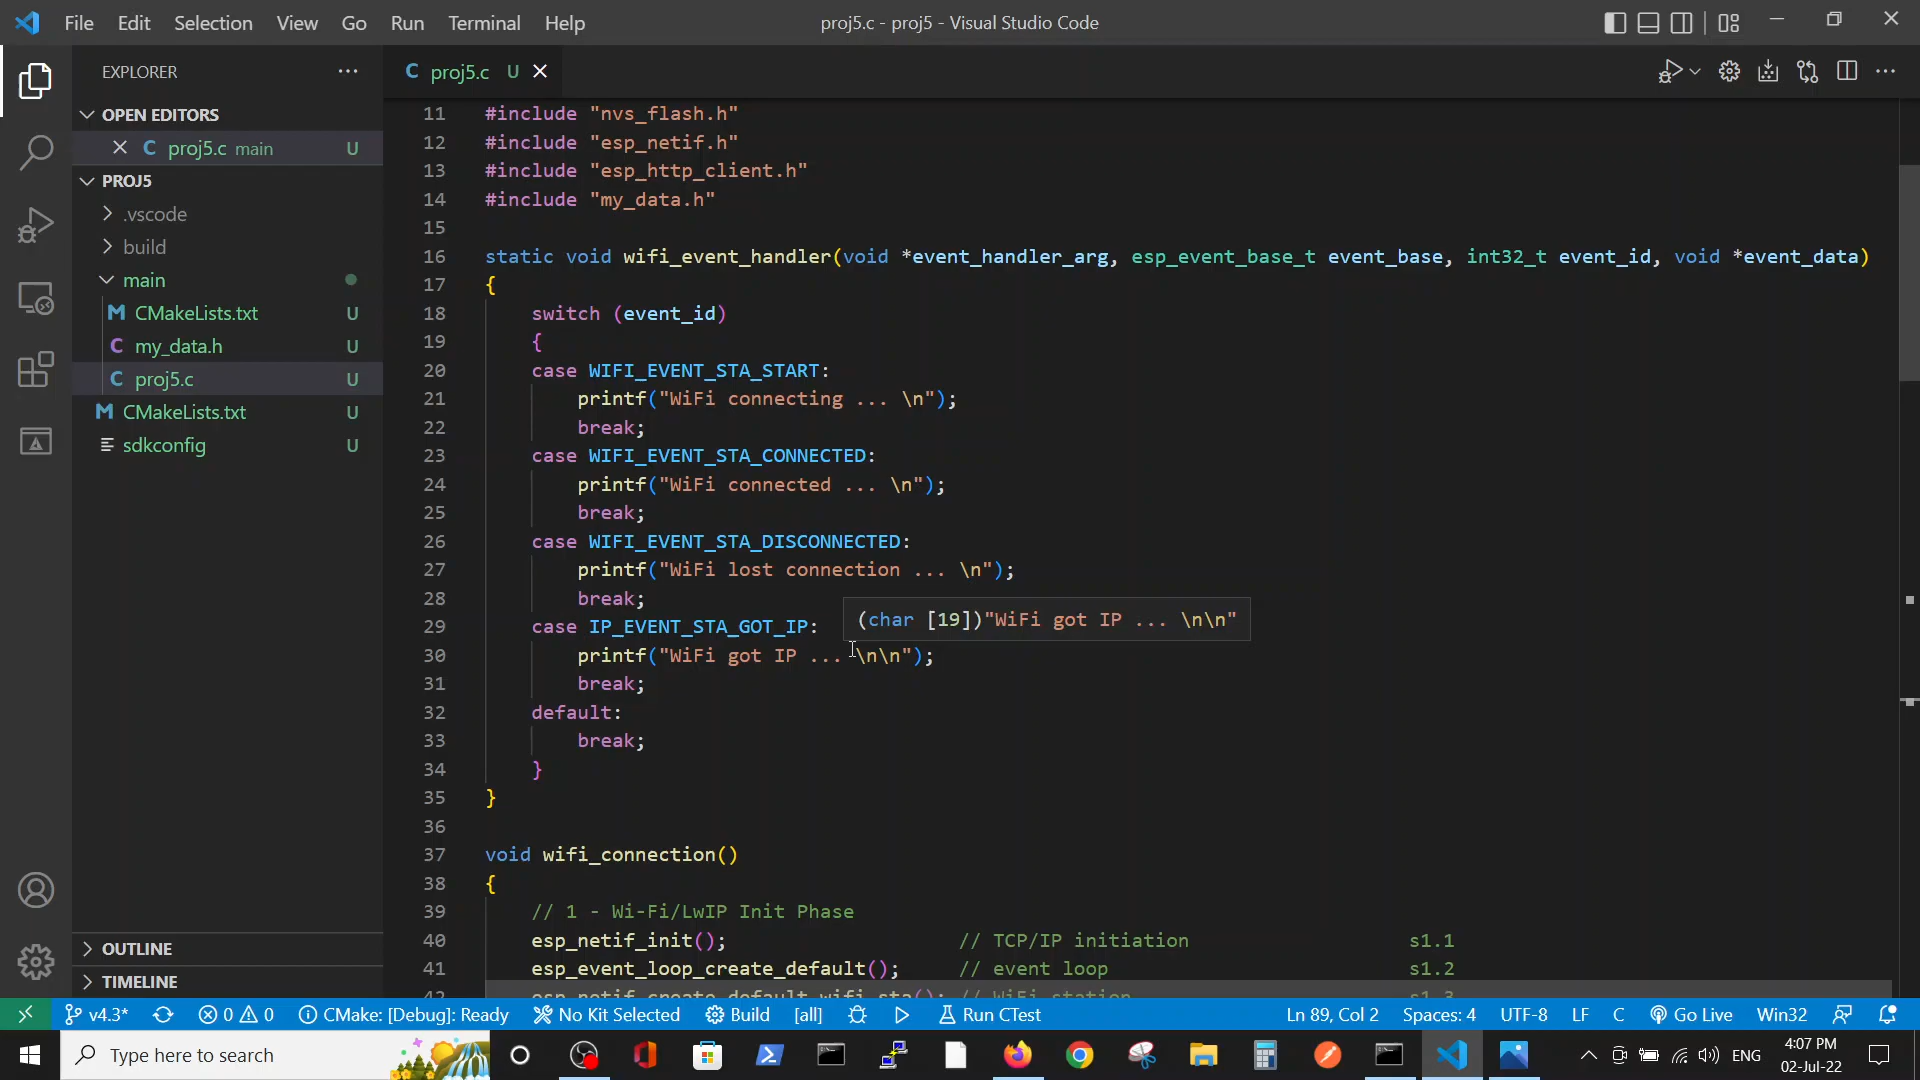 File Edit Selection View Go Run Terminal Help
proj5.c - proj5 - Visual Studio Code
EXPLORER
OPEN EDITORS
proj5.c main U
PROJ5
.vscode
build
main
CMakeLists.txt U
my_data.h U
proj5.c U
CMakeLists.txt U
sdkconfig U
OUTLINE
TIMELINE
C proj5.c U
11 #include "nvs_flash.h"
12 #include "esp_netif.h"
13 #include "esp_http_client.h"
14 #include "my_data.h"
15
16 static void wifi_event_handler(void *event_handler_arg, esp_event_base_t event_base, int32_t event_id, void *event_data)
17 {
18 switch (event_id)
19 {
20 case WIFI_EVENT_STA_START:
21 printf("WiFi connecting ... \n");
22 break;
23 case WIFI_EVENT_STA_CONNECTED:
24 printf("WiFi connected ... \n");
25 break;
26 case WIFI_EVENT_STA_DISCONNECTED:
27 printf("WiFi lost connection ... \n");
28 break;
(char [19])"WiFi got IP ... \n\n"
29 case IP_EVENT_STA_GOT_IP:
30 printf("WiFi got IP ... \n\n");
31 break;
32 default:
33 break;
34 }
35 }
36
37 void wifi_connection()
38 {
39 // 1 - Wi-Fi/LwIP Init Phase
40 esp_netif_init(); // TCP/IP initiation s1.1
41 esp_event_loop_create_default(); // event loop s1.2
42 esp_netif_create_default_wifi_sta(); // WiFi station s1.3
v4.3* 0 0 CMake: [Debug]: Ready No Kit Selected Build [all] Run CTest Ln 89, Col 2 Spaces: 4 UTF-8 LF C Go Live Win32
Type here to search
ENG
4:07 PM
02-Jul-22